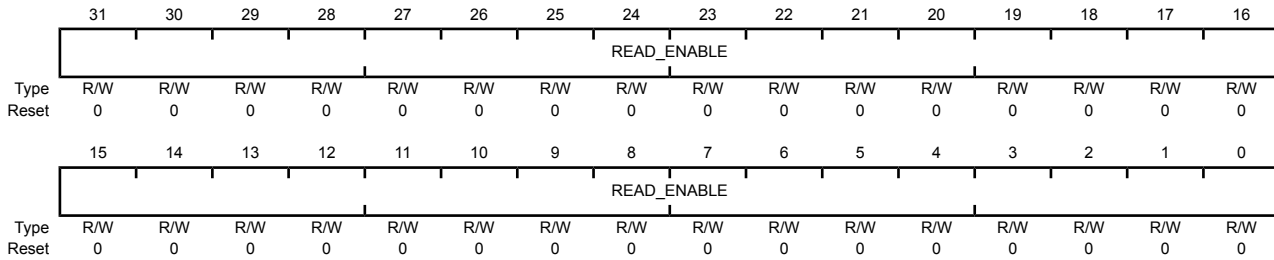 31 30 29 28 27 26 25 24 23 22 21 20 19 18 17 16
READ_ENABLE
Type R/W R/W R/W R/W R/W R/W R/W R/W R/W R/W R/W R/W R/W R/W R/W R/W
Reset 0 0 0 0 0 0 0 0 0 0 0 0 0 0 0 0
15 14 13 12 11 10 9 8 7 6 5 4 3 2 1 0
READ_ENABLE
Type R/W R/W R/W R/W R/W R/W R/W R/W R/W R/W R/W R/W R/W R/W R/W R/W
Reset 0 0 0 0 0 0 0 0 0 0 0 0 0 0 0 0